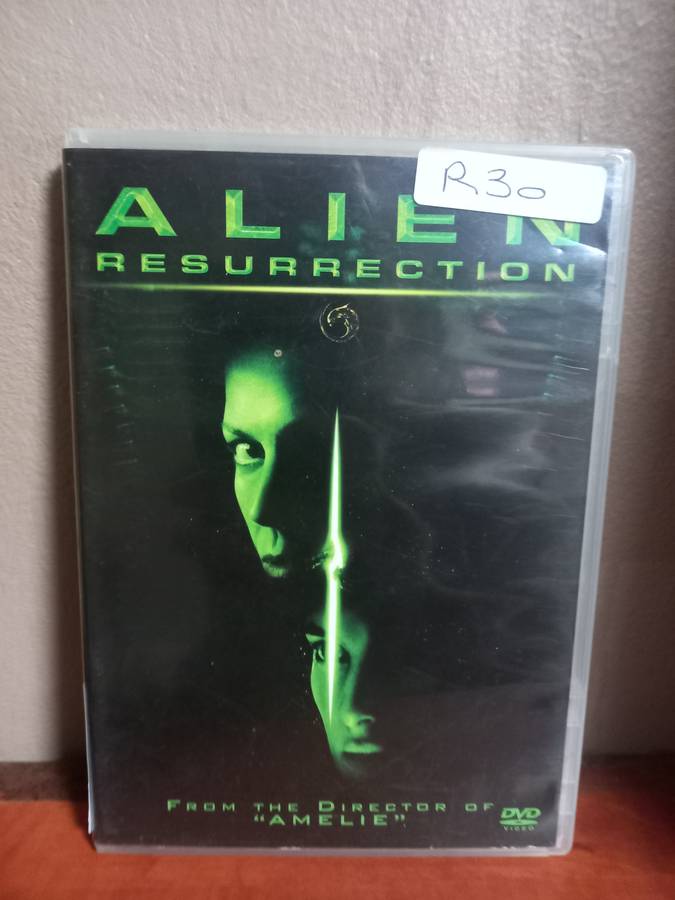 R30
ALIEN
RESURRECTION
FROM THE DIRECTOR OF
"AMELIE"
DVD
VIDEO